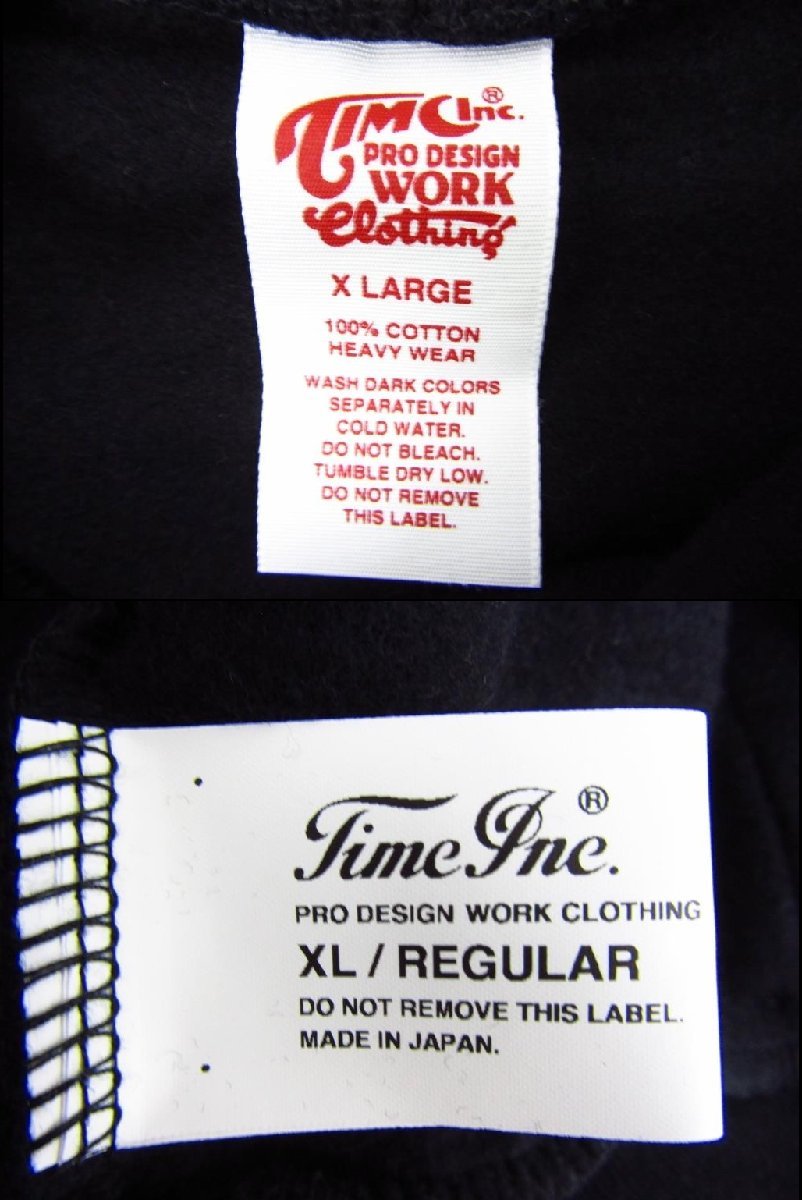 TIMC Inc.®
PRO DESIGN
WORK
Clothing
X LARGE
100% COTTON
HEAVY WEAR
WASH DARK COLORS
SEPARATELY IN
COLD WATER.
DO NOT BLEACH.
TUMBLE DRY LOW.
DO NOT REMOVE
THIS LABEL.
Timc Inc.®
PRO DESIGN WORK CLOTHING
XL / REGULAR
DO NOT REMOVE THIS LABEL.
MADE IN JAPAN.